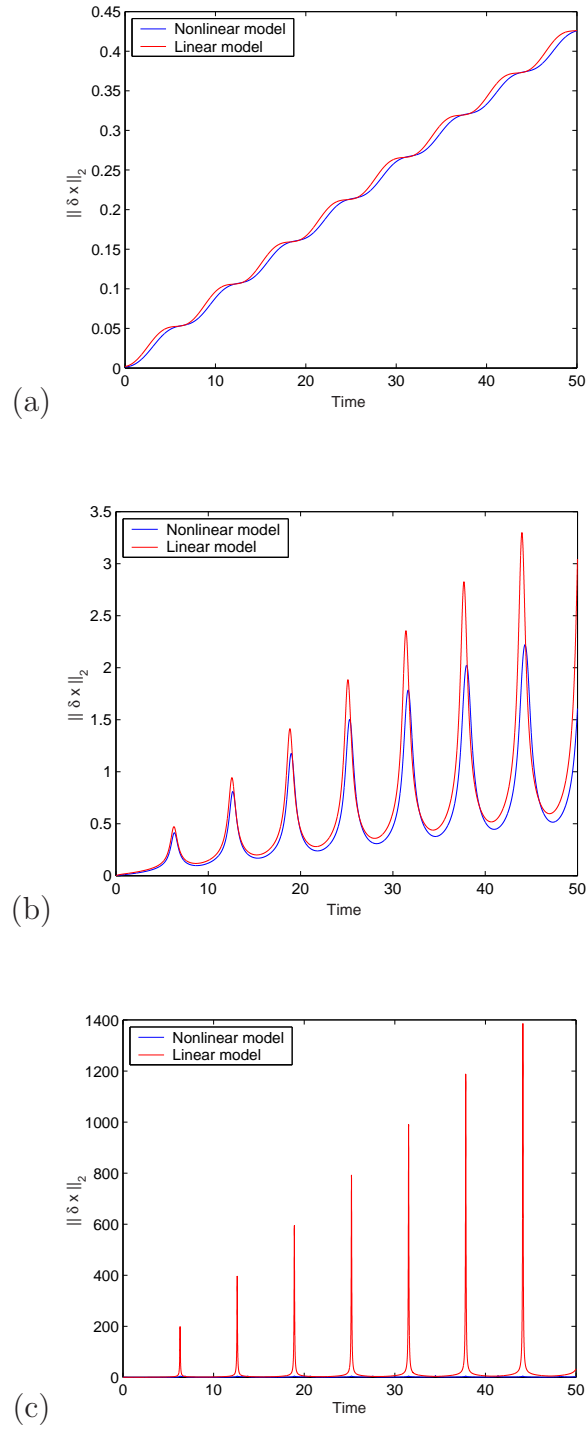 0.45
Nonlinear model
Linear model
0.4
0.35
0.3
0.25
0.2
0.15
0.1
0.05
0
|| δ x ||₂
0 10 20 30 40 50
Time
(a)
3.5
Nonlinear model
Linear model
3
2.5
2
1.5
1
0.5
0
|| δ x ||₂
0 10 20 30 40 50
Time
(b)
1400
Nonlinear model
Linear model
1200
1000
800
600
400
200
0
|| δ x ||₂
0 10 20 30 40 50
Time
(c)